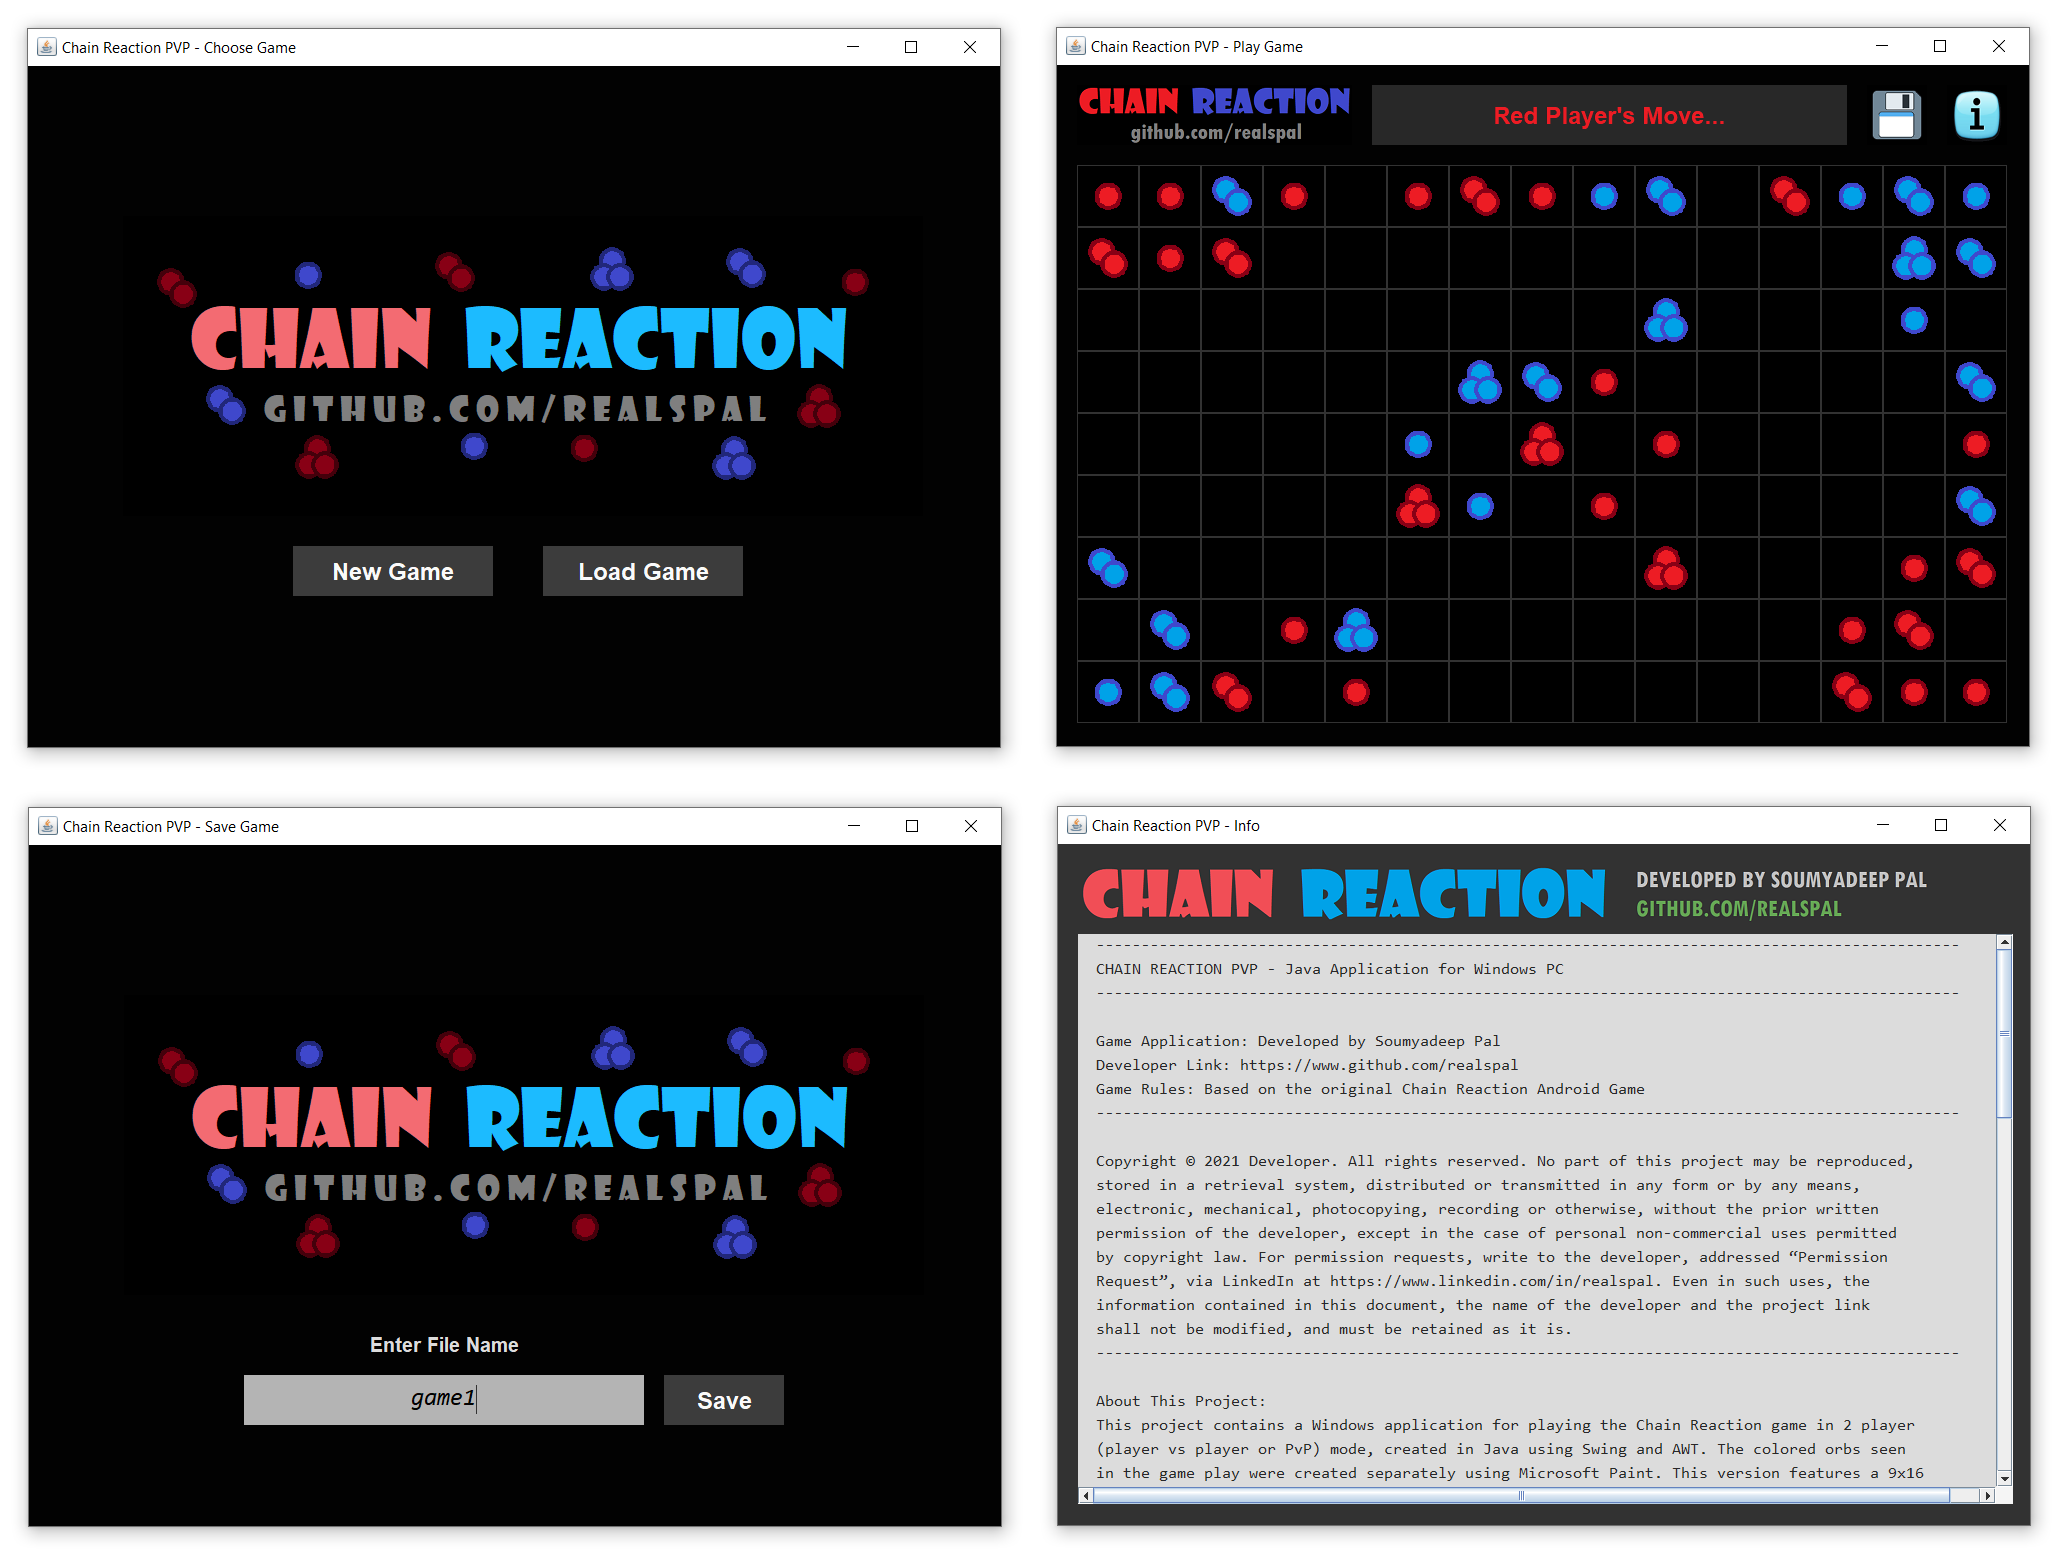 Chain Reaction PVP - Choose Game
CHAIN REACTION
GITHUB.COM/REALSPAL
New Game
Load Game
Chain Reaction PVP - Play Game
CHAIN REACTION
github.com/realspal
Red Player's Move...
i
Chain Reaction PVP - Save Game
CHAIN REACTION
GITHUB.COM/REALSPAL
Enter File Name
game1
Save
Chain Reaction PVP - Info
CHAIN REACTION
DEVELOPED BY SOUMYADEEP PAL
GITHUB.COM/REALSPAL
------------------------------------------------------------------------------------------------
CHAIN REACTION PVP - Java Application for Windows PC
------------------------------------------------------------------------------------------------
Game Application: Developed by Soumyadeep Pal
Developer Link: https://www.github.com/realspal
Game Rules: Based on the original Chain Reaction Android Game
------------------------------------------------------------------------------------------------
Copyright © 2021 Developer. All rights reserved. No part of this project may be reproduced,
stored in a retrieval system, distributed or transmitted in any form or by any means,
electronic, mechanical, photocopying, recording or otherwise, without the prior written
permission of the developer, except in the case of personal non-commercial uses permitted
by copyright law. For permission requests, write to the developer, addressed “Permission
Request”, via LinkedIn at https://www.linkedin.com/in/realspal. Even in such uses, the
information contained in this document, the name of the developer and the project link
shall not be modified, and must be retained as it is.
------------------------------------------------------------------------------------------------
About This Project:
This project contains a Windows application for playing the Chain Reaction game in 2 player
(player vs player or PvP) mode, created in Java using Swing and AWT. The colored orbs seen
in the game play were created separately using Microsoft Paint. This version features a 9x16